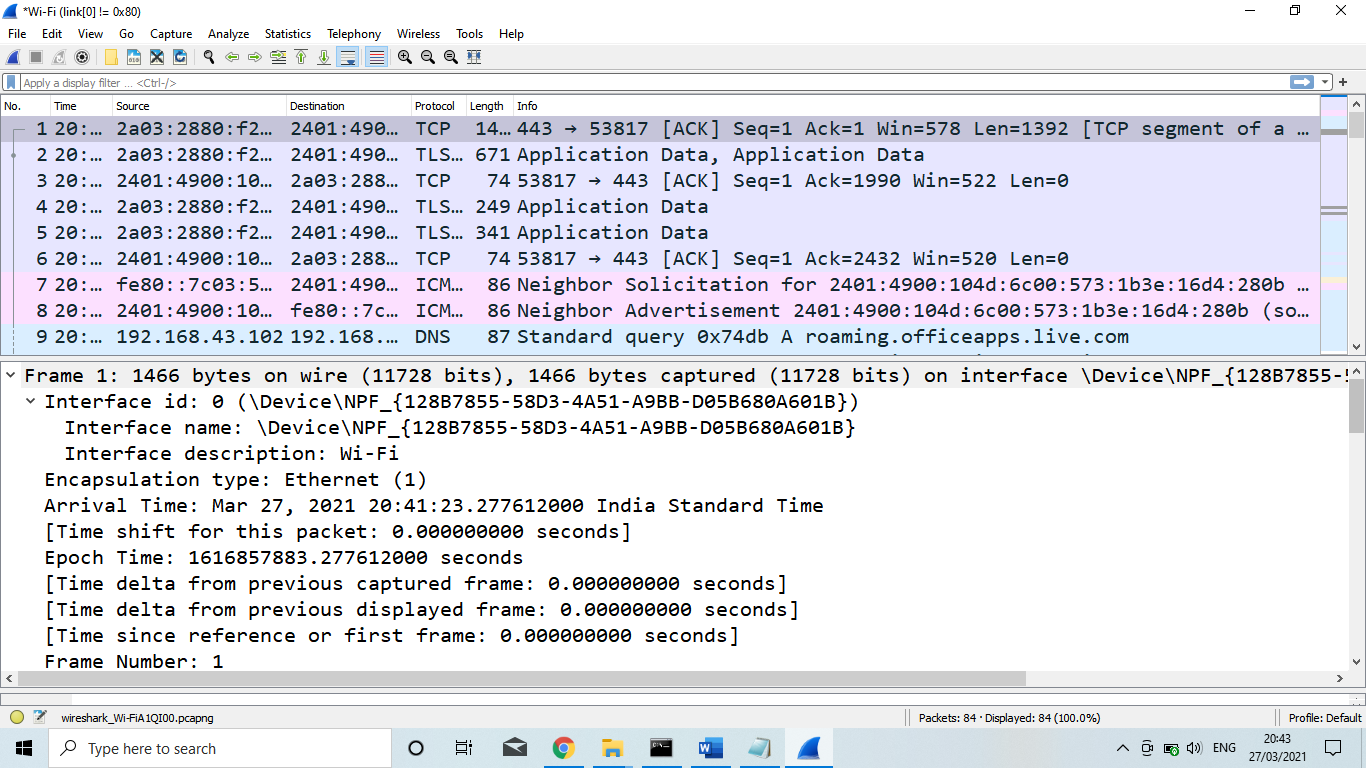 *Wi-Fi (link[0] != 0x80)
File Edit View Go Capture Analyze Statistics Telephony Wireless Tools Help
Apply a display filter ... <Ctrl-/>
No. Time Source Destination Protocol Length Info
1 20:… 2a03:2880:f2… 2401:490… TCP 14… 443 → 53817 [ACK] Seq=1 Ack=1 Win=578 Len=1392 [TCP segment of a …
2 20:… 2a03:2880:f2… 2401:490… TLS… 671 Application Data, Application Data
3 20:… 2401:4900:10… 2a03:288… TCP 74 53817 → 443 [ACK] Seq=1 Ack=1990 Win=522 Len=0
4 20:… 2a03:2880:f2… 2401:490… TLS… 249 Application Data
5 20:… 2a03:2880:f2… 2401:490… TLS… 341 Application Data
6 20:… 2401:4900:10… 2a03:288… TCP 74 53817 → 443 [ACK] Seq=1 Ack=2432 Win=520 Len=0
7 20:… fe80::7c03:5… 2401:490… ICM… 86 Neighbor Solicitation for 2401:4900:104d:6c00:573:1b3e:16d4:280b …
8 20:… 2401:4900:10… fe80::7c… ICM… 86 Neighbor Advertisement 2401:4900:104d:6c00:573:1b3e:16d4:280b (so…
9 20:… 192.168.43.102 192.168.… DNS 87 Standard query 0x74db A roaming.officeapps.live.com
Frame 1: 1466 bytes on wire (11728 bits), 1466 bytes captured (11728 bits) on interface \Device\NPF_{128B7855-
Interface id: 0 (\Device\NPF_{128B7855-58D3-4A51-A9BB-D05B680A601B})
Interface name: \Device\NPF_{128B7855-58D3-4A51-A9BB-D05B680A601B}
Interface description: Wi-Fi
Encapsulation type: Ethernet (1)
Arrival Time: Mar 27, 2021 20:41:23.277612000 India Standard Time
[Time shift for this packet: 0.000000000 seconds]
Epoch Time: 1616857883.277612000 seconds
[Time delta from previous captured frame: 0.000000000 seconds]
[Time delta from previous displayed frame: 0.000000000 seconds]
[Time since reference or first frame: 0.000000000 seconds]
Frame Number: 1
wireshark_Wi-FiA1QI00.pcapng Packets: 84 · Displayed: 84 (100.0%) Profile: Default
Type here to search ENG 20:43
27/03/2021